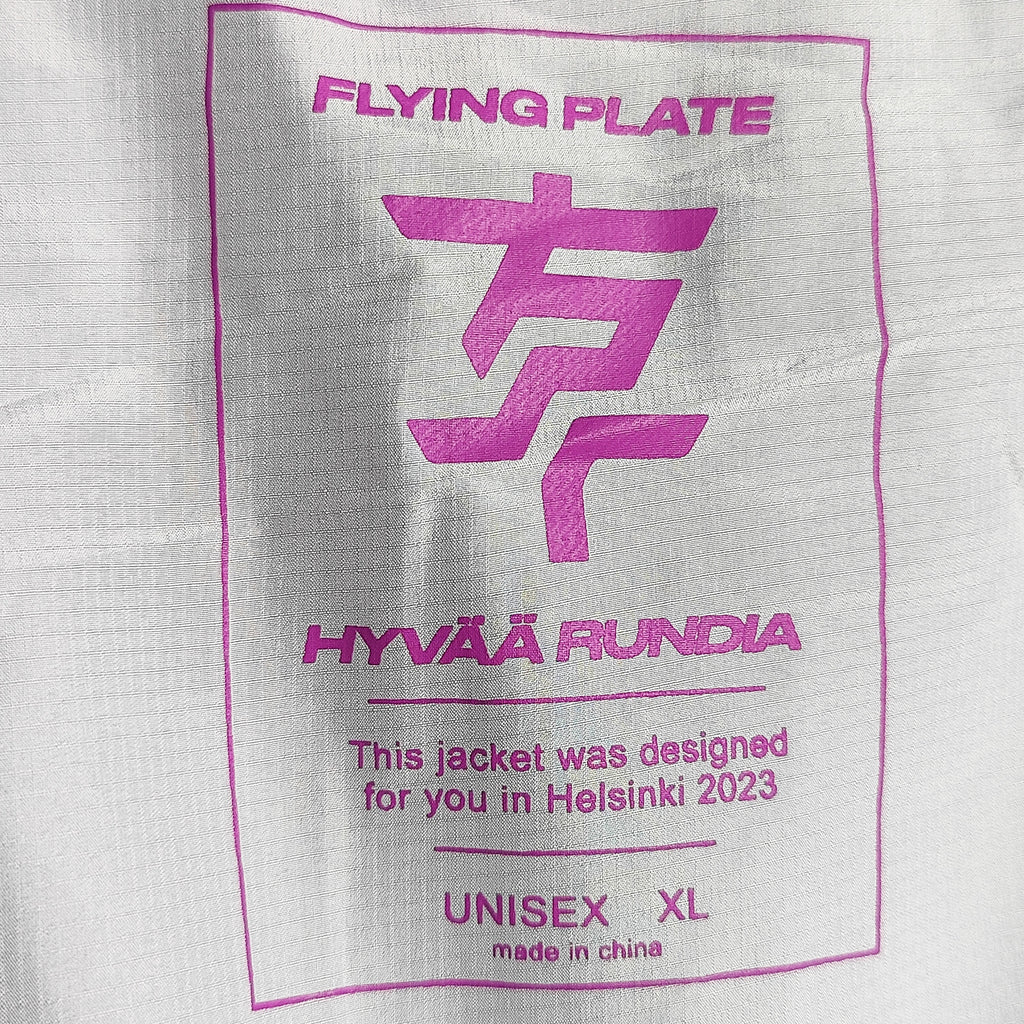 FLYING PLATE
HYVÄÄ RUNDIA
This jacket was designed
for you in Helsinki 2023
UNISEX XL
made in china